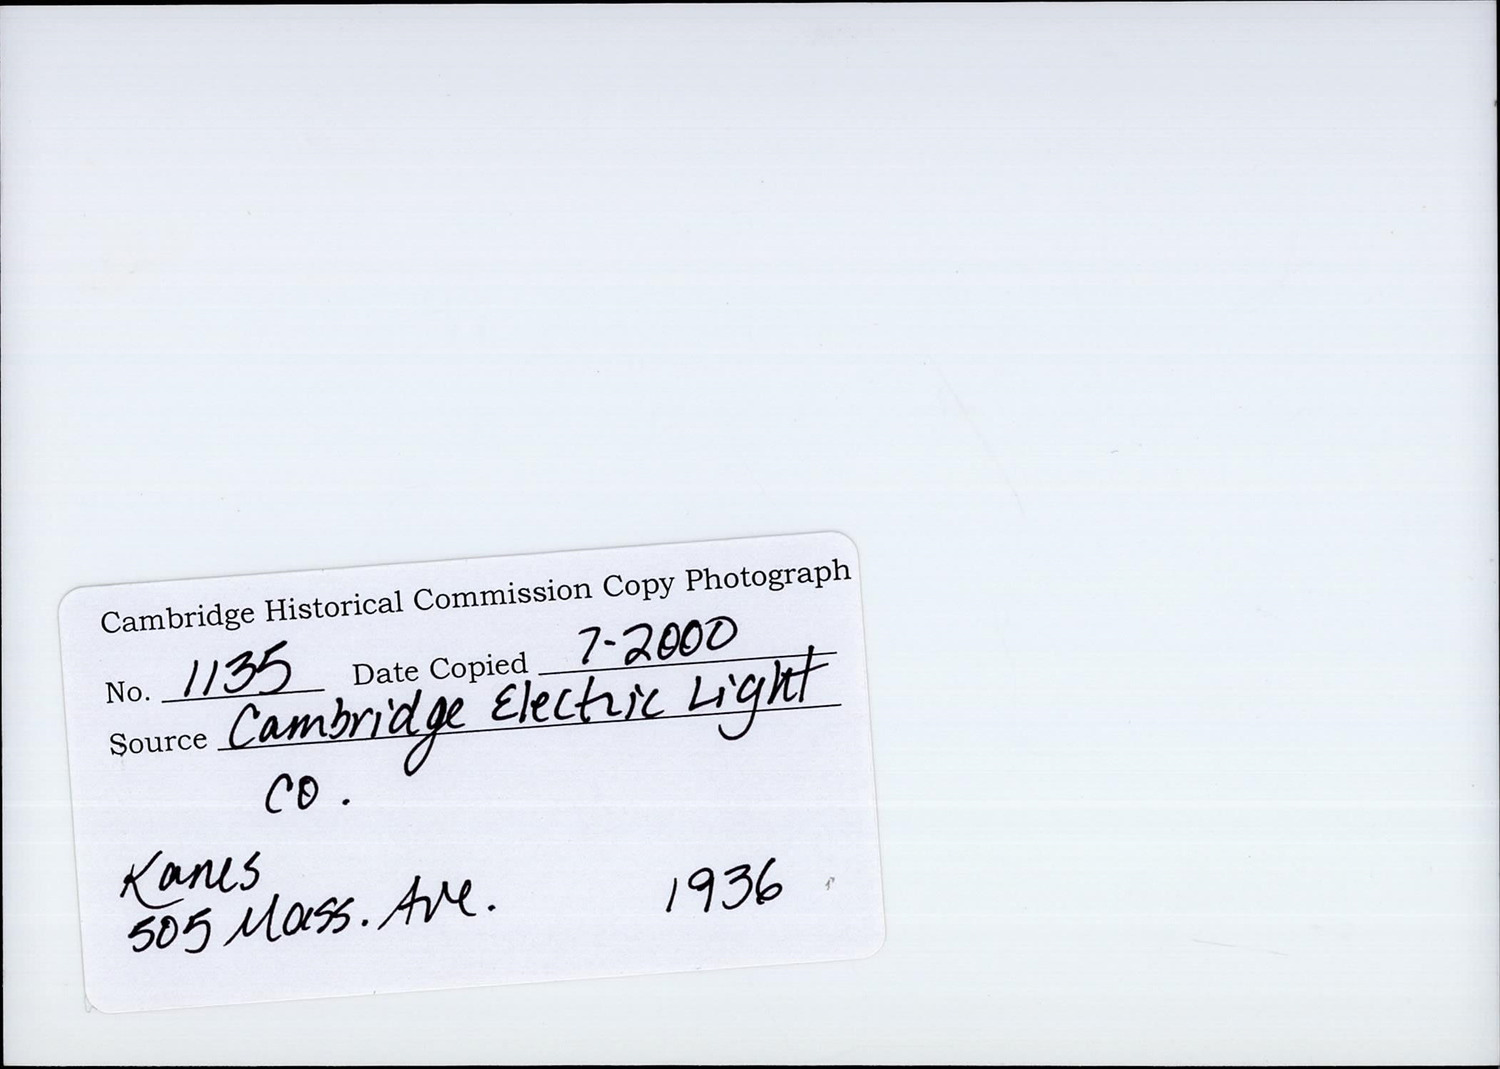 Cambridge Historical Commission Copy Photograph
No. 1135 Date Copied 7-2000
Source Cambridge Electric Light
Co.
Kanes
505 Mass. Ave. 1936